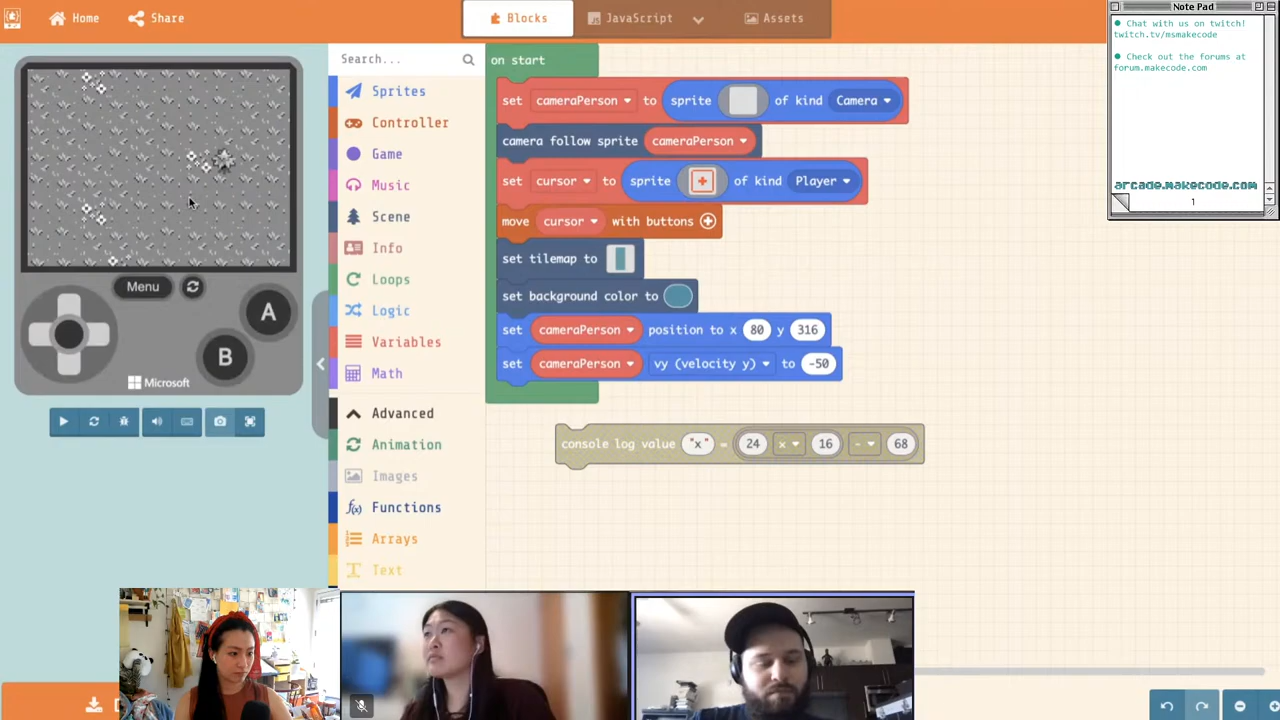 Home
Share
Blocks
JavaScript
Assets
Note Pad
Chat with us on twitch!
twitch.tv/msmakecode
Check out the forums at
forum.makecode.com
arcade.makecode.com
1
Menu
A
B
Microsoft
Search...
Sprites
Controller
Game
Music
Scene
Info
Loops
Logic
Variables
Math
Advanced
Animation
Images
Functions
Arrays
Text
on start
set cameraPerson to sprite of kind Camera
camera follow sprite cameraPerson
set cursor to sprite of kind Player
move cursor with buttons
set tilemap to
set background color to
set cameraPerson position to x 80 y 316
set cameraPerson vy (velocity y) to -50
console log value "x" = 24 × 16 - 68